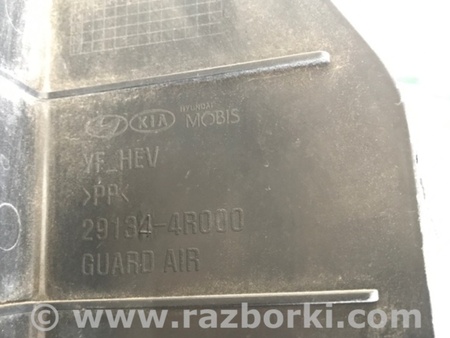 HYUNDAI
KIA MOBIS
YF_HEV
>PP<
29134-4R000
GUARD AIR
www.razborki.com